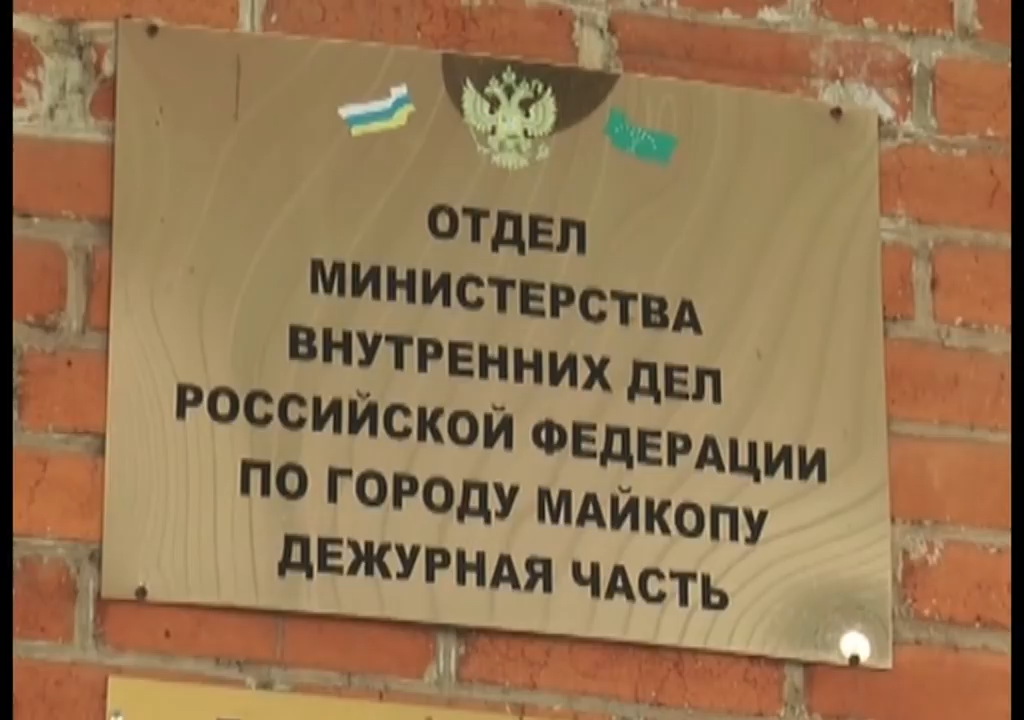 ОТДЕЛ
МИНИСТЕРСТВА
ВНУТРЕННИХ ДЕЛ
РОССИЙСКОЙ ФЕДЕРАЦИИ
ПО ГОРОДУ МАЙКОПУ
ДЕЖУРНАЯ ЧАСТЬ